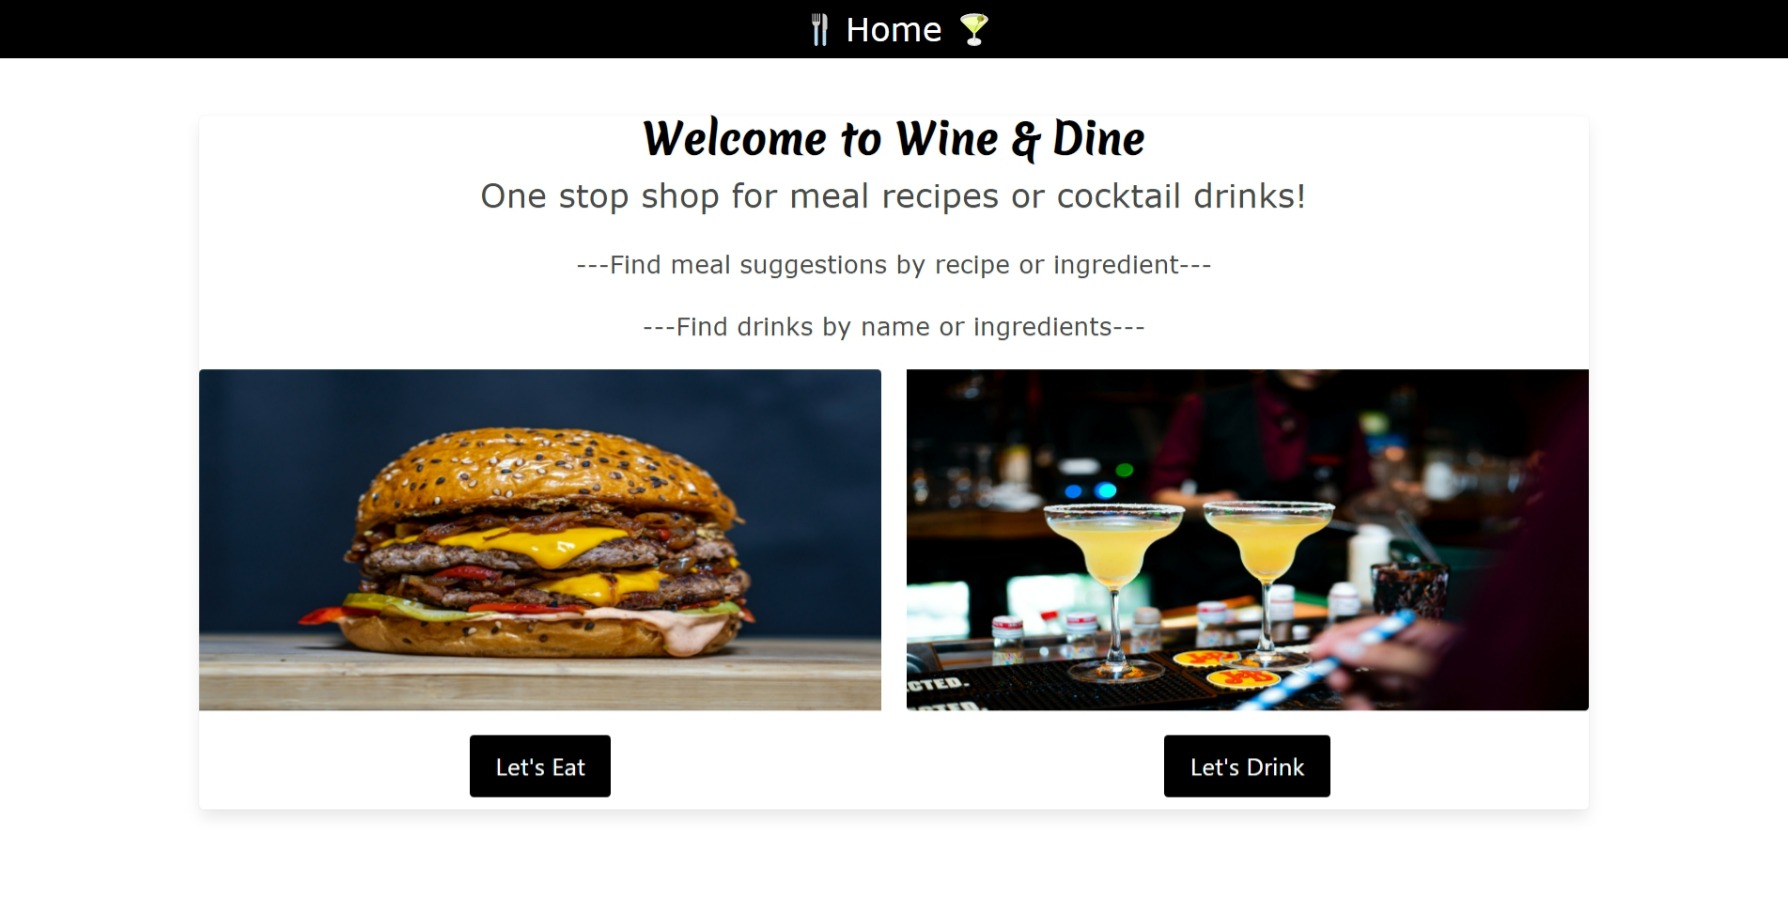 🍴 Home 🍸
Welcome to Wine & Dine
One stop shop for meal recipes or cocktail drinks!
---Find meal suggestions by recipe or ingredient---
---Find drinks by name or ingredients---
CTED.
Let's Eat
Let's Drink